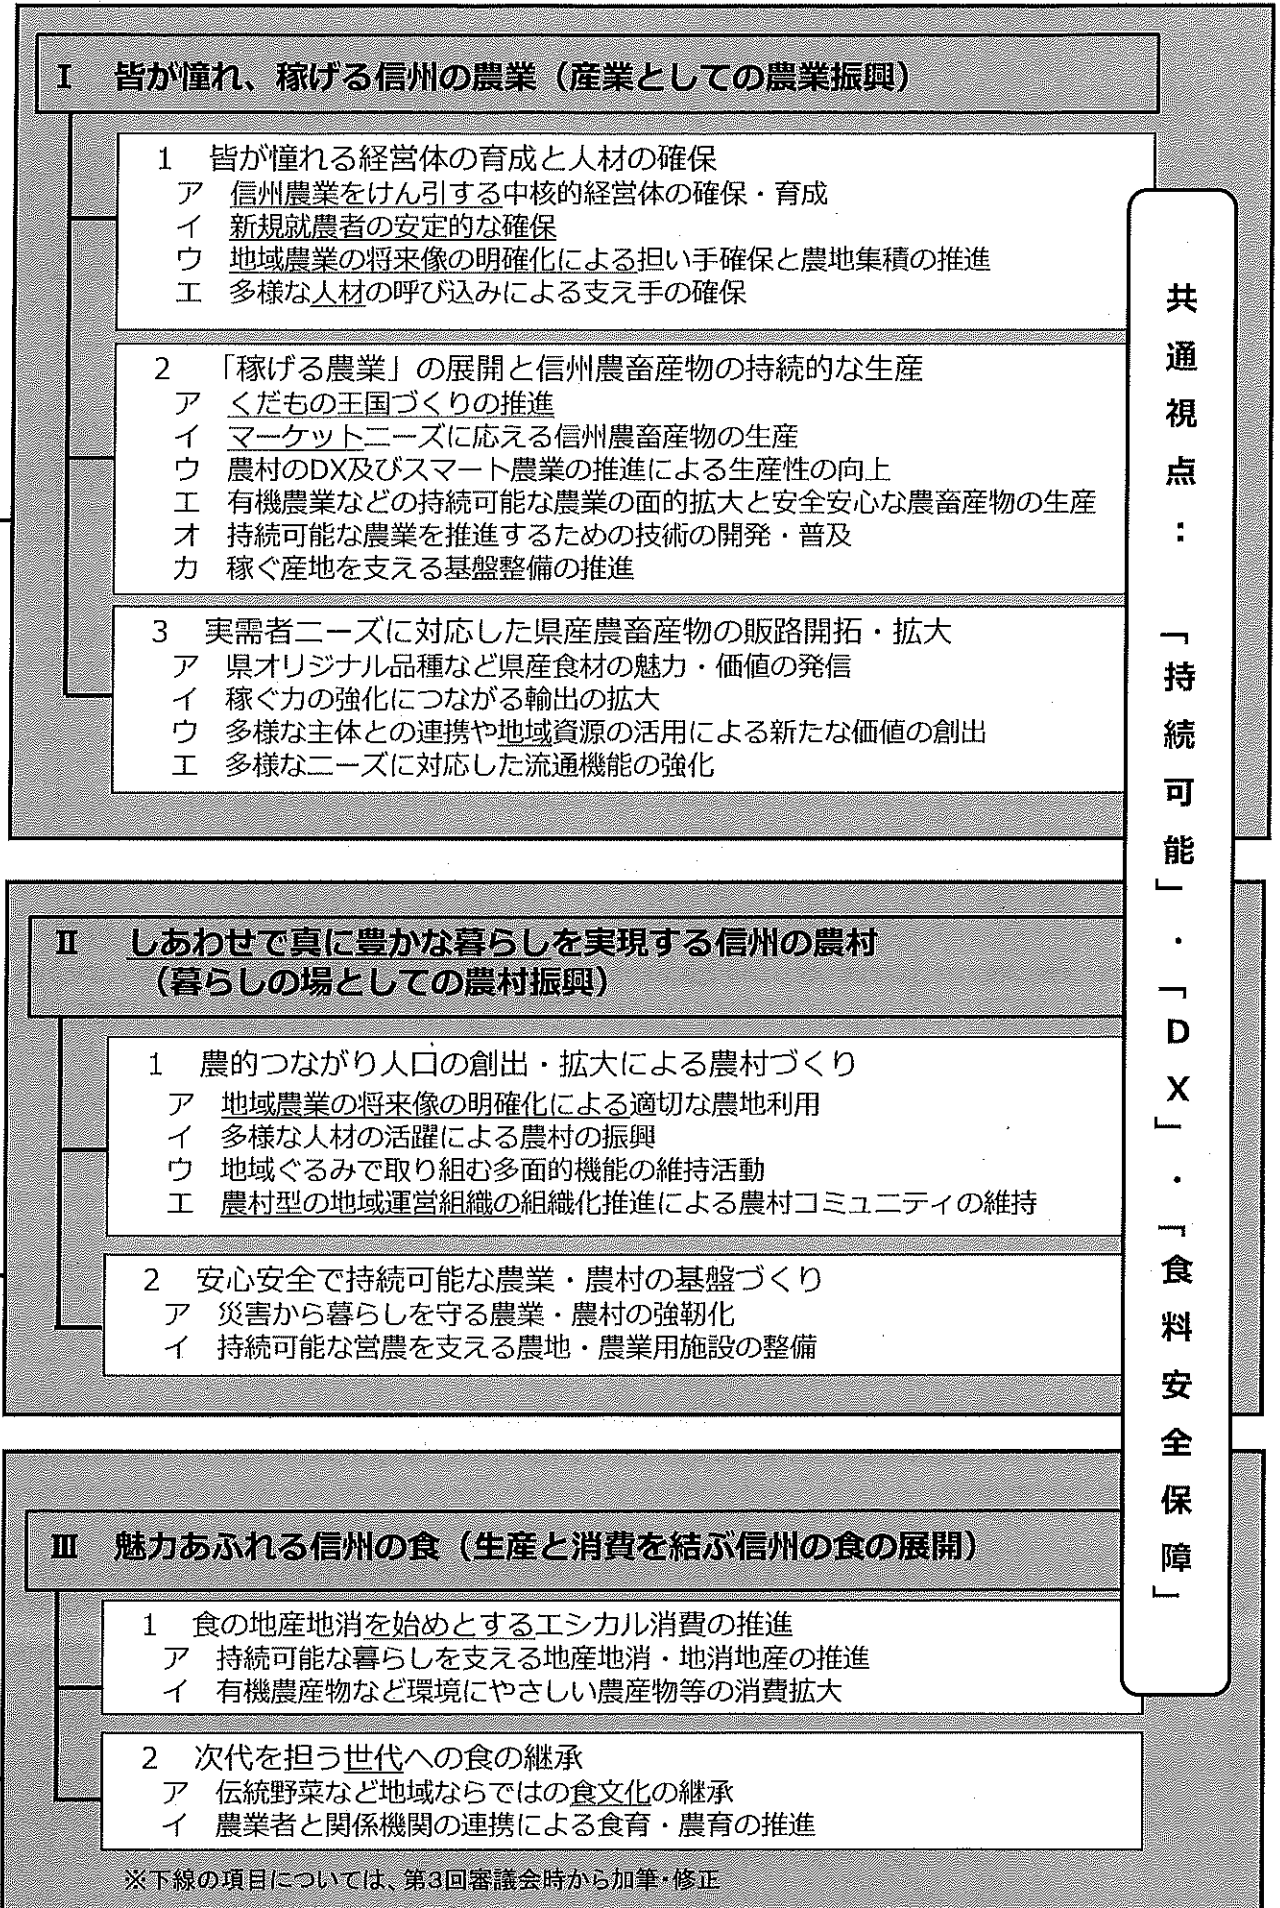 Ⅰ 皆が憧れ、稼げる信州の農業（産業としての農業振興）
1 皆が憧れる経営体の育成と人材の確保
ア 信州農業をけん引する中核的経営体の確保・育成
イ 新規就農者の安定的な確保
ウ 地域農業の将来像の明確化による担い手確保と農地集積の推進
エ 多様な人材の呼び込みによる支え手の確保
2 「稼げる農業」の展開と信州農畜産物の持続的な生産
ア くだもの王国づくりの推進
イ マーケットニーズに応える信州農畜産物の生産
ウ 農村のDX及びスマート農業の推進による生産性の向上
エ 有機農業などの持続可能な農業の面的拡大と安全安心な農畜産物の生産
オ 持続可能な農業を推進するための技術の開発・普及
カ 稼ぐ産地を支える基盤整備の推進
3 実需者ニーズに対応した県産農畜産物の販路開拓・拡大
ア 県オリジナル品種など県産食材の魅力・価値の発信
イ 稼ぐ力の強化につながる輸出の拡大
ウ 多様な主体との連携や地域資源の活用による新たな価値の創出
エ 多様なニーズに対応した流通機能の強化
Ⅱ しあわせで真に豊かな暮らしを実現する信州の農村
（暮らしの場としての農村振興）
1 農的つながり人口の創出・拡大による農村づくり
ア 地域農業の将来像の明確化による適切な農地利用
イ 多様な人材の活躍による農村の振興
ウ 地域ぐるみで取り組む多面的機能の維持活動
エ 農村型の地域運営組織の組織化推進による農村コミュニティの維持
2 安心安全で持続可能な農業・農村の基盤づくり
ア 災害から暮らしを守る農業・農村の強靭化
イ 持続可能な営農を支える農地・農業用施設の整備
Ⅲ 魅力あふれる信州の食（生産と消費を結ぶ信州の食の展開）
1 食の地産地消を始めとするエシカル消費の推進
ア 持続可能な暮らしを支える地産地消・地消地産の推進
イ 有機農産物など環境にやさしい農産物等の消費拡大
2 次代を担う世代への食の継承
ア 伝統野菜など地域ならではの食文化の継承
イ 農業者と関係機関の連携による食育・農育の推進
※下線の項目については、第3回審議会時から加筆・修正
共通視点：「持続可能」・「DX」・「食料安全保障」